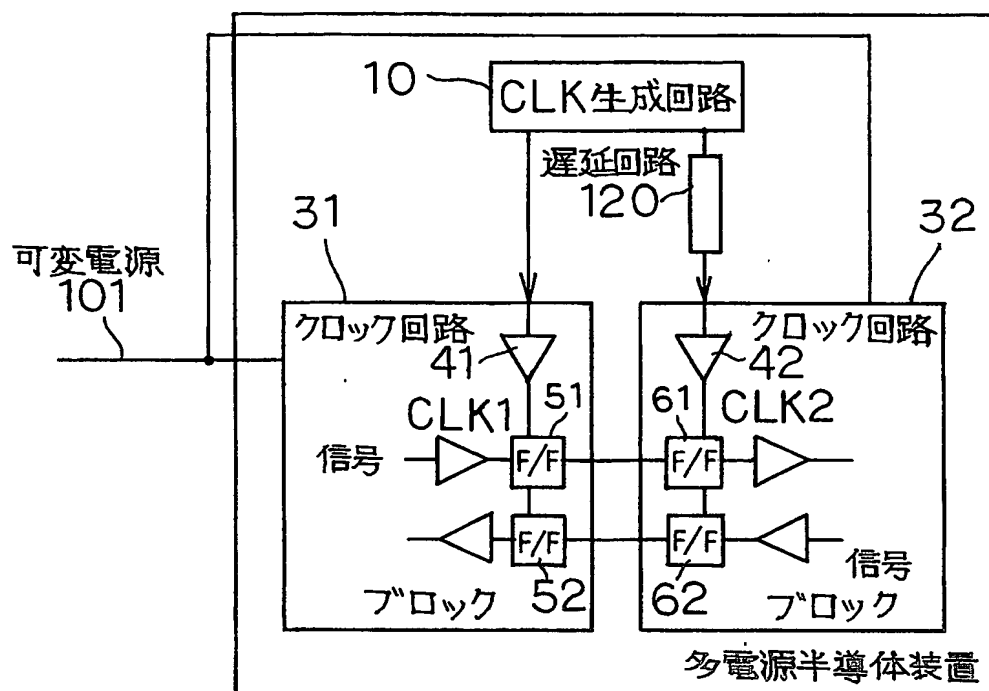 10
CLK生成回路
遅延回路
120
31
32
可変電源
101
クロック回路
クロック回路
41
42
CLK1
51
61
CLK2
信号
F/F
F/F
F/F
F/F
信号
52
62
ブロック
ブロック
多電源半導体装置